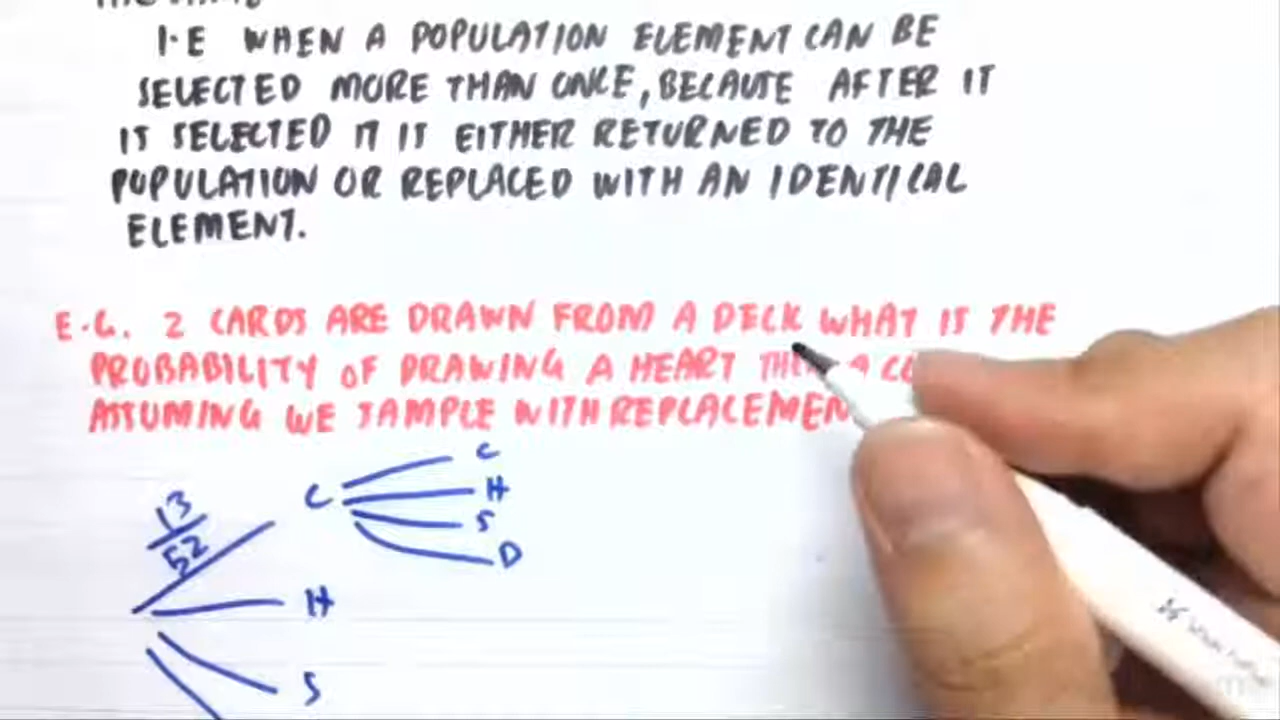 I.E WHEN A POPULATION ELEMENT CAN BE
SELECTED MORE THAN ONCE, BECAUSE AFTER IT
IS SELECTED IT IS EITHER RETURNED TO THE
POPULATION OR REPLACED WITH AN IDENTICAL
ELEMENT.
E.G. 2 CARDS ARE DRAWN FROM A DECK WHAT IS THE
PROBABILITY OF DRAWING A HEART A
ASSUMING WE SAMPLE WITH
C
13
52
C
H
S
D
H
S